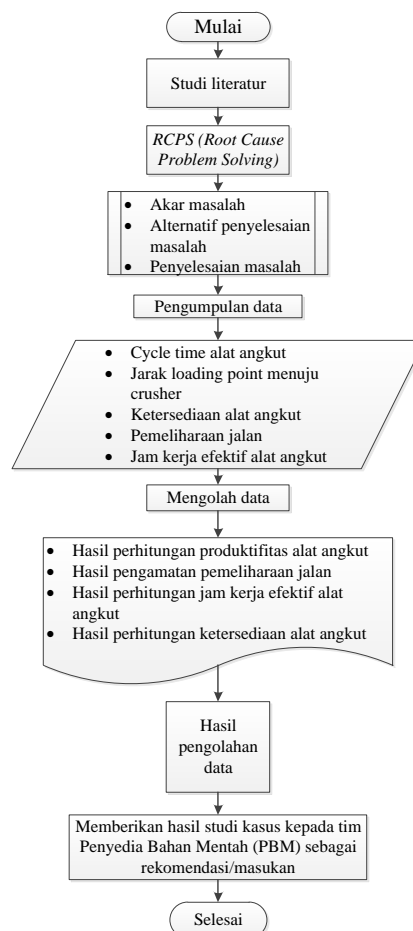 Mulai
Studi literatur
RCPS (Root Cause
Problem Solving)
• Akar masalah
• Alternatif penyelesaian
masalah
• Penyelesaian masalah
Pengumpulan data
• Cycle time alat angkut
• Jarak loading point menuju
crusher
• Ketersediaan alat angkut
• Pemeliharaan jalan
• Jam kerja efektif alat angkut
Mengolah data
• Hasil perhitungan produktifitas alat angkut
• Hasil pengamatan pemeliharaan jalan
• Hasil perhitungan jam kerja efektif alat
angkut
• Hasil perhitungan ketersediaan alat angkut
Hasil
pengolahan
data
Memberikan hasil studi kasus kepada tim
Penyedia Bahan Mentah (PBM) sebagai
rekomendasi/masukan
Selesai